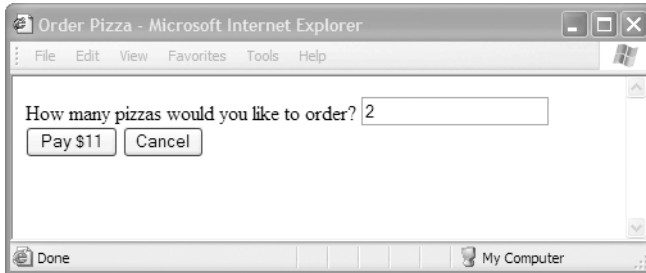 Order Pizza - Microsoft Internet Explorer
File Edit View Favorites Tools Help
How many pizzas would you like to order? 2
Pay $11 Cancel
Done My Computer